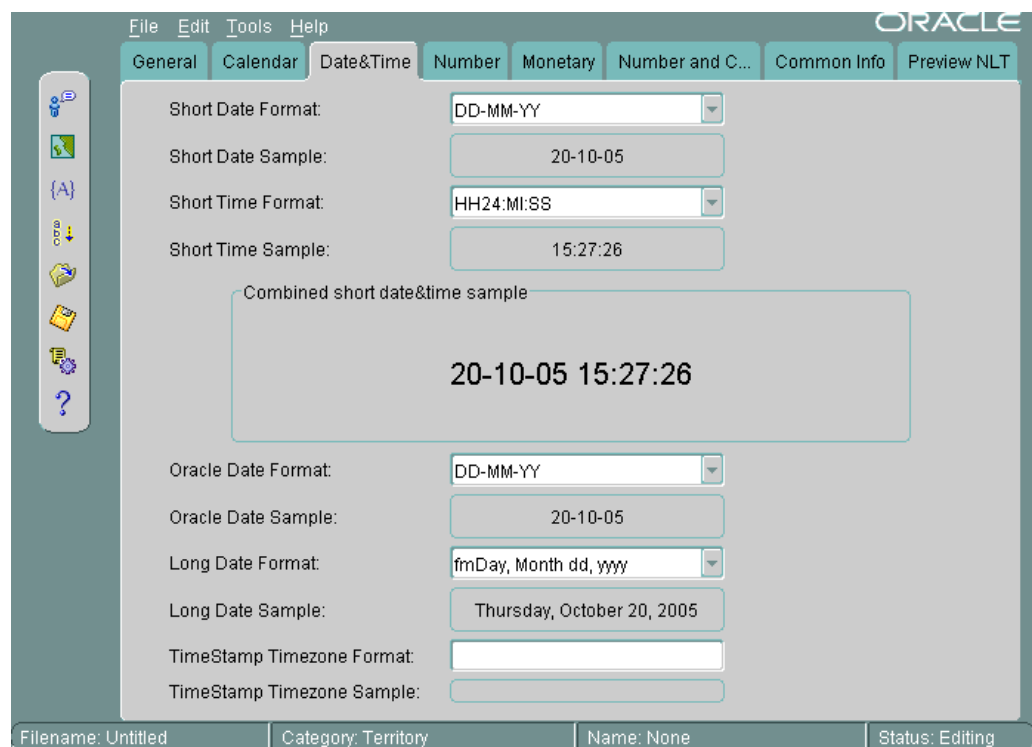 File Edit Tools Help
ORACLE
General Calendar Date&Time Number Monetary Number and C... Common Info Preview NLT
Short Date Format: DD-MM-YY
Short Date Sample: 20-10-05
{A}
Short Time Format: HH24:MI:SS
a
b
c
Short Time Sample: 15:27:26
Combined short date&time sample
20-10-05 15:27:26
?
Oracle Date Format: DD-MM-YY
Oracle Date Sample: 20-10-05
Long Date Format: fmDay, Month dd, yyyy
Long Date Sample: Thursday, October 20, 2005
TimeStamp Timezone Format:
TimeStamp Timezone Sample:
Filename: Untitled Category: Territory Name: None Status: Editing